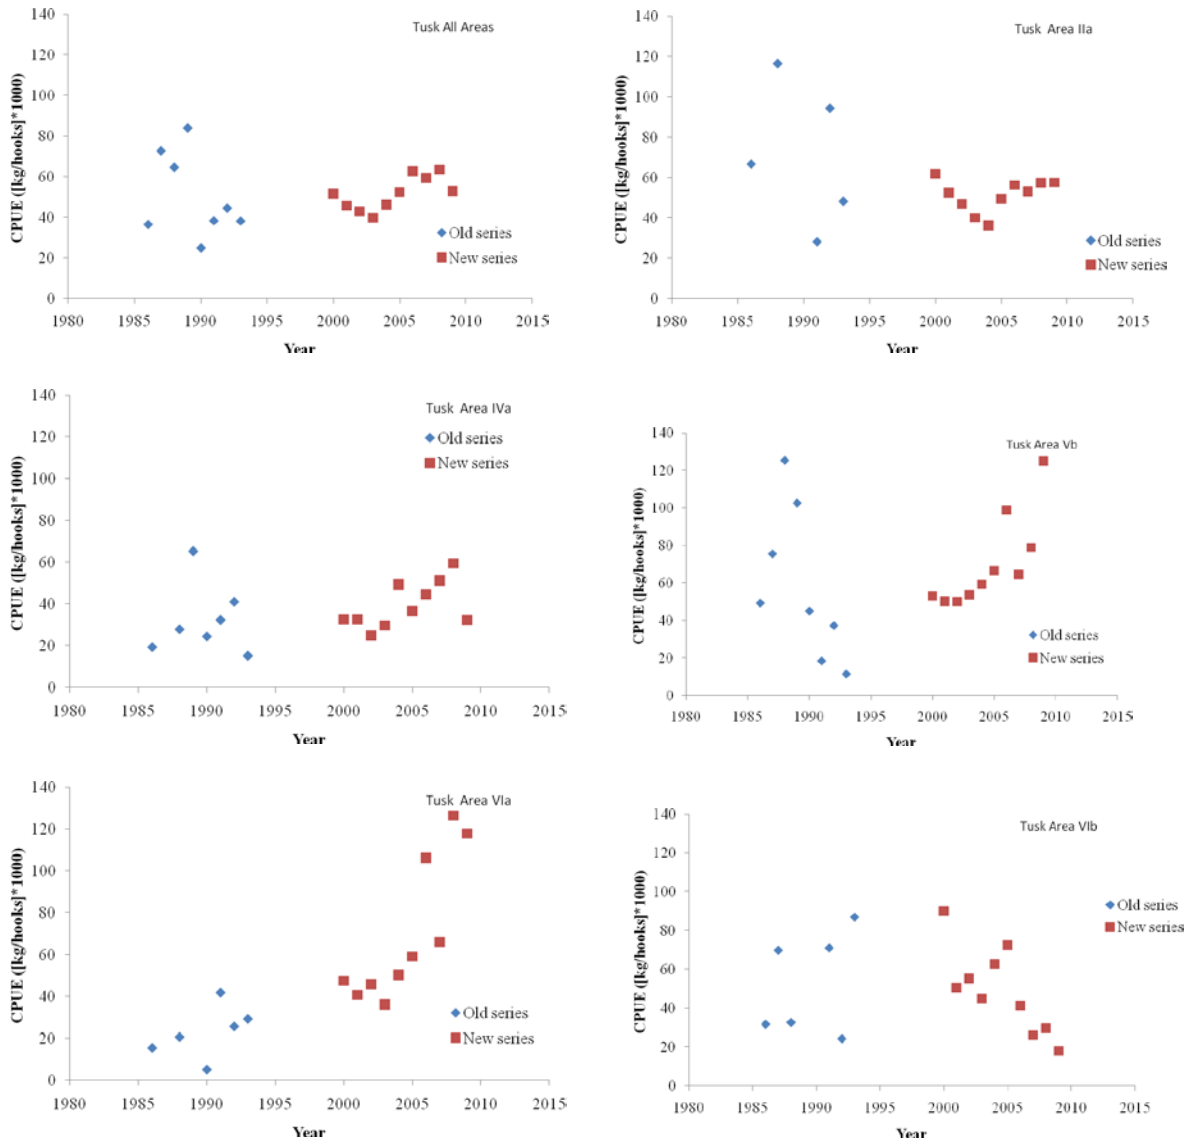 Tusk All Areas
CPUE ([kg/hooks]*1000)
140
120
100
80
60
40
20
0
Old series
New series
1980 1985 1990 1995 2000 2005 2010 2015
Year
Tusk Area IIa
CPUE ([kg/hooks]*1000)
140
120
100
80
60
40
20
0
Old series
New series
1980 1985 1990 1995 2000 2005 2010 2015
Year
Tusk Area IVa
CPUE ([kg/hooks]*1000)
140
120
100
80
60
40
20
0
Old series
New series
1980 1985 1990 1995 2000 2005 2010 2015
Year
Tusk Area Vb
CPUE ([kg/hooks]*1000)
140
120
100
80
60
40
20
0
Old series
New series
1980 1985 1990 1995 2000 2005 2010 2015
Year
Tusk Area VIa
CPUE ([kg/hooks]*1000)
140
120
100
80
60
40
20
0
Old series
New series
1980 1985 1990 1995 2000 2005 2010 2015
Year
Tusk Area VIb
CPUE ([kg/hooks]*1000)
140
120
100
80
60
40
20
0
Old series
New series
1980 1985 1990 1995 2000 2005 2010 2015
Year